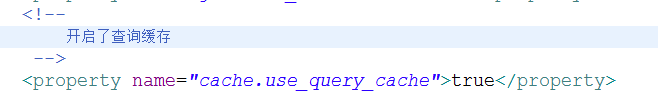 <!--
开启了查询缓存
-->
<property name="cache.use_query_cache">true</property>